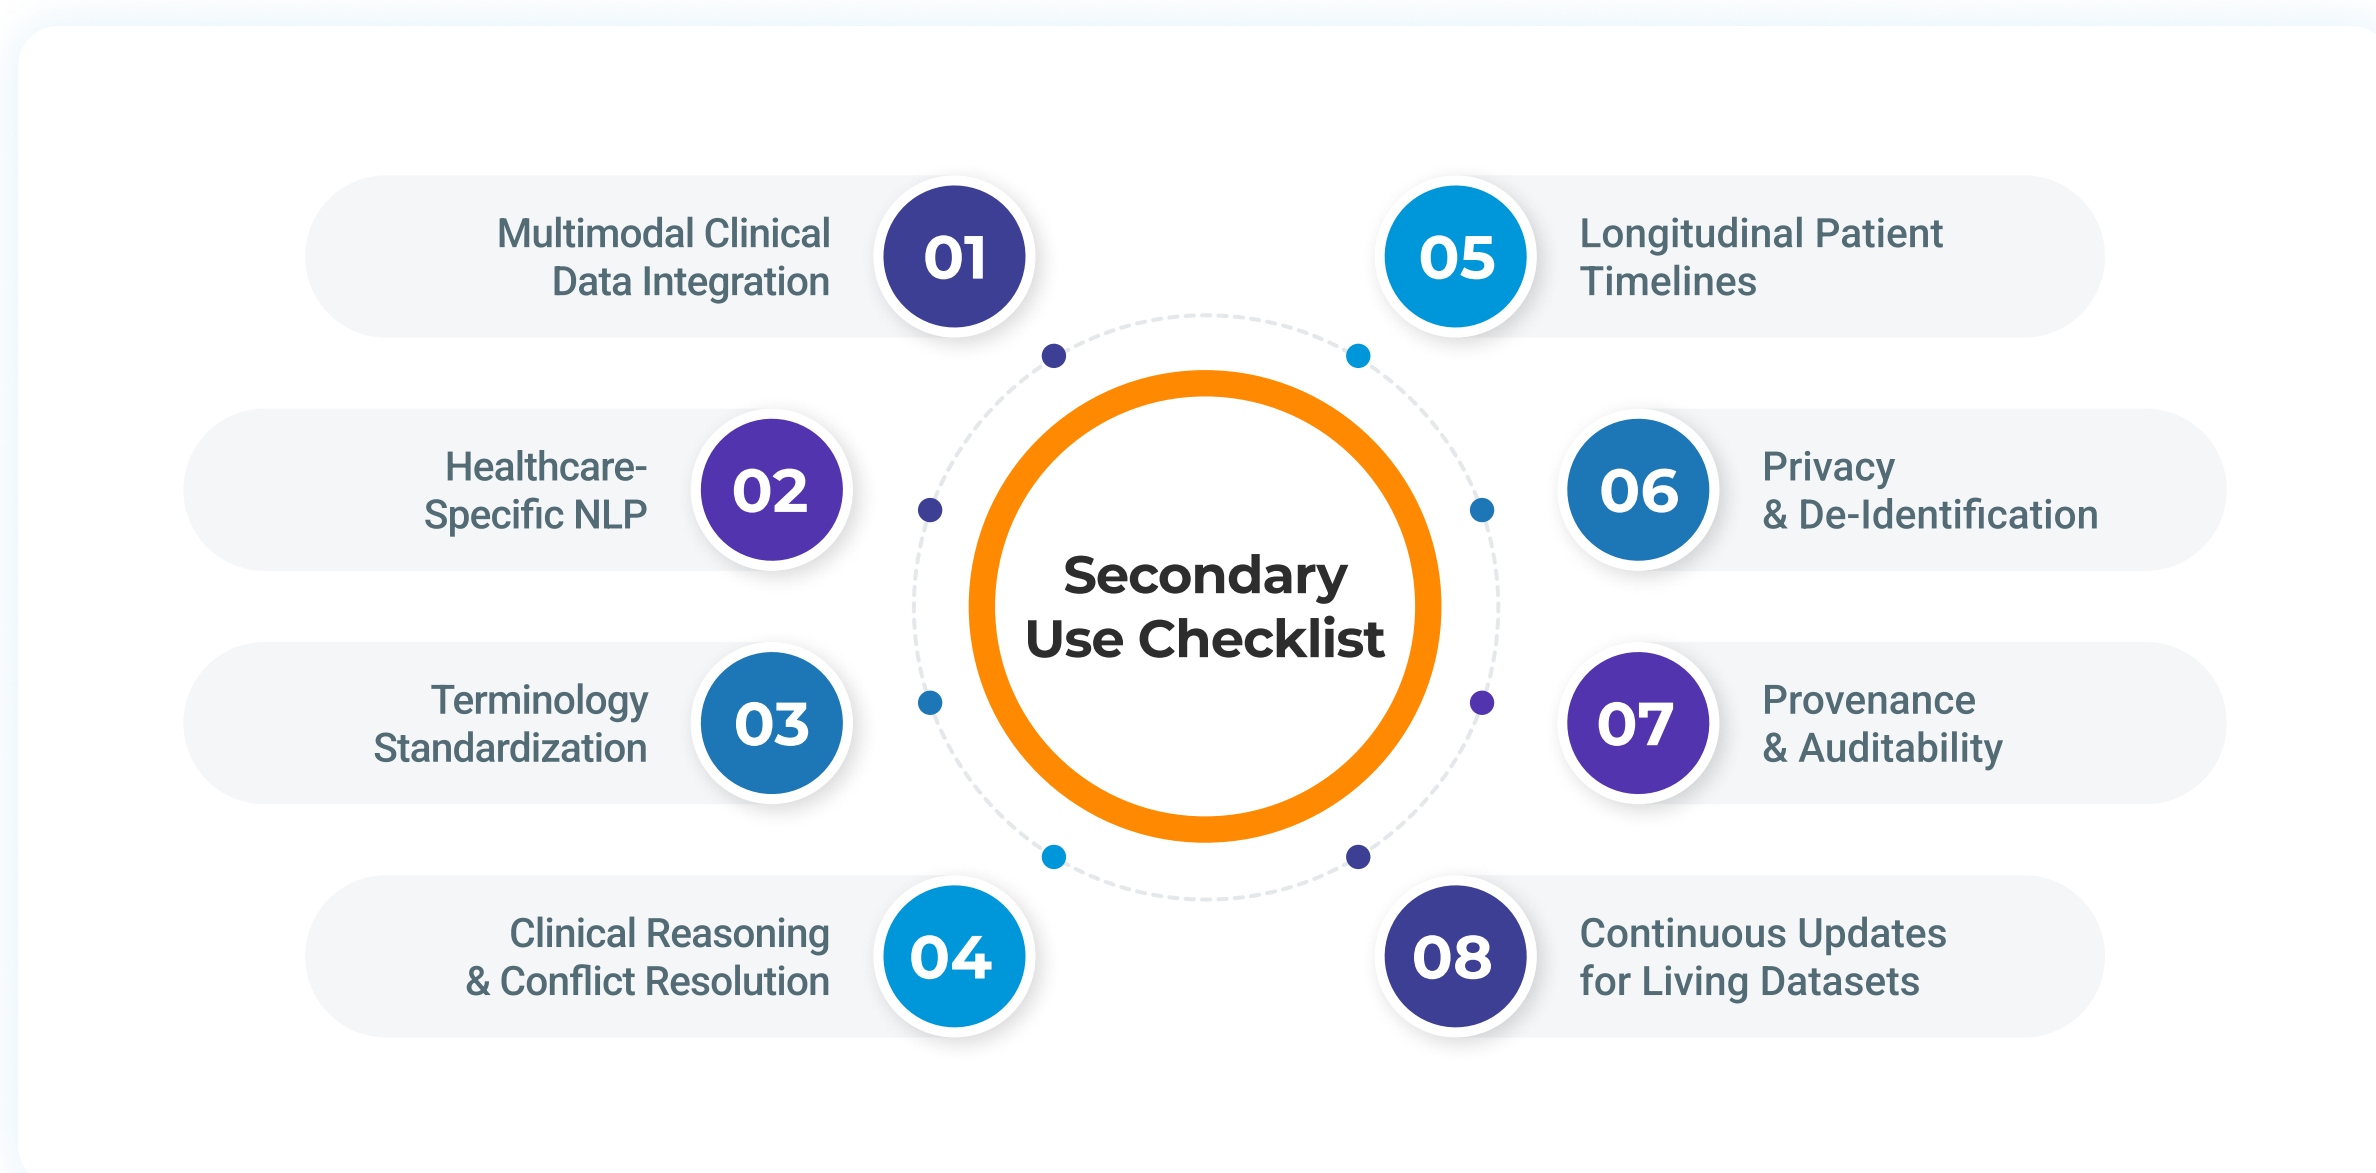 01
Multimodal Clinical
Data Integration
02
Healthcare-
Specific NLP
03
Terminology
Standardization
04
Clinical Reasoning
& Conflict Resolution
Secondary
Use Checklist
05
Longitudinal Patient
Timelines
06
Privacy
& De-Identification
07
Provenance
& Auditability
08
Continuous Updates
for Living Datasets